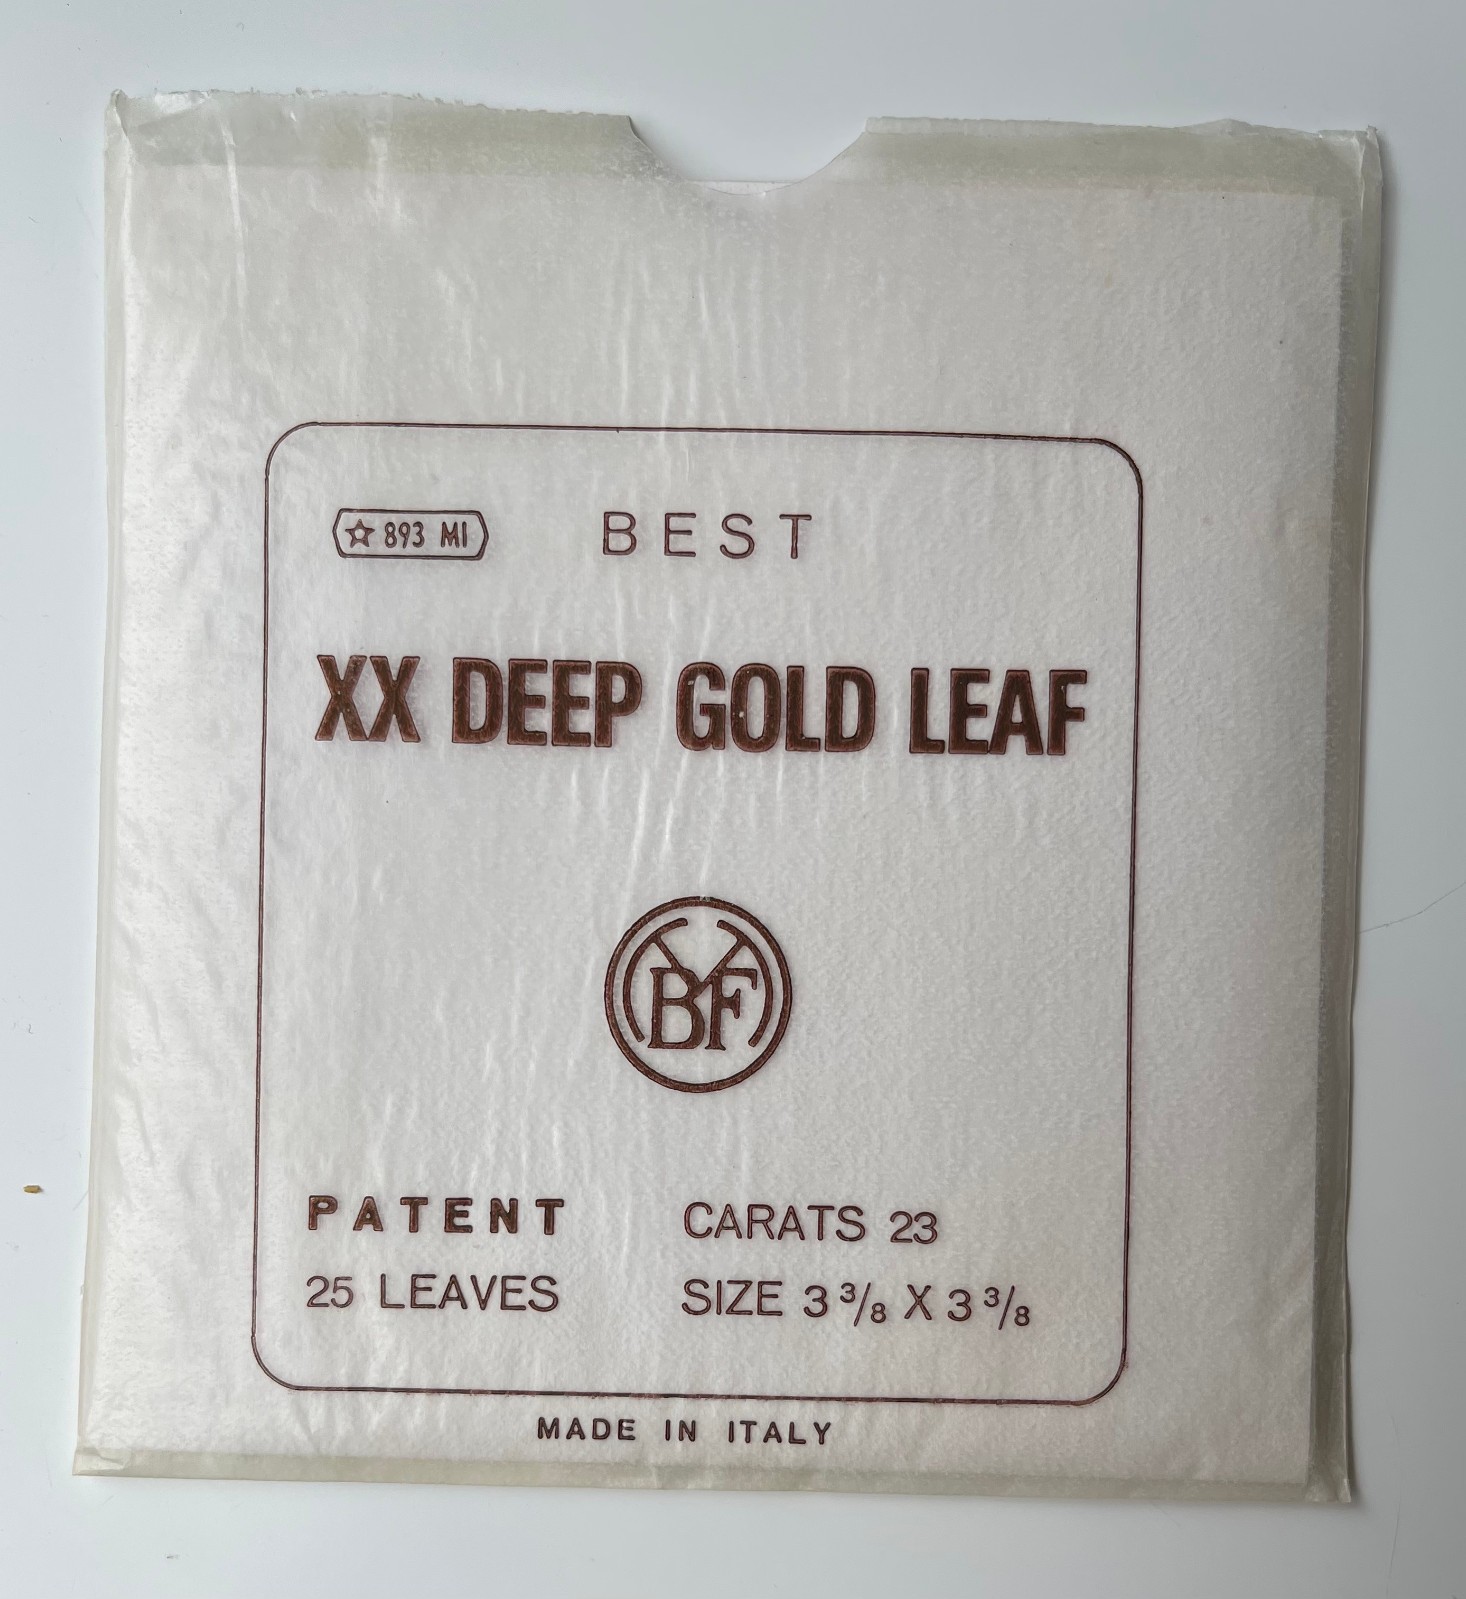 ☆ 893 MI
BEST
XX DEEP GOLD LEAF
BF
PATENT
CARATS 23
25 LEAVES
SIZE 3 3/8 X 3 3/8
MADE IN ITALY